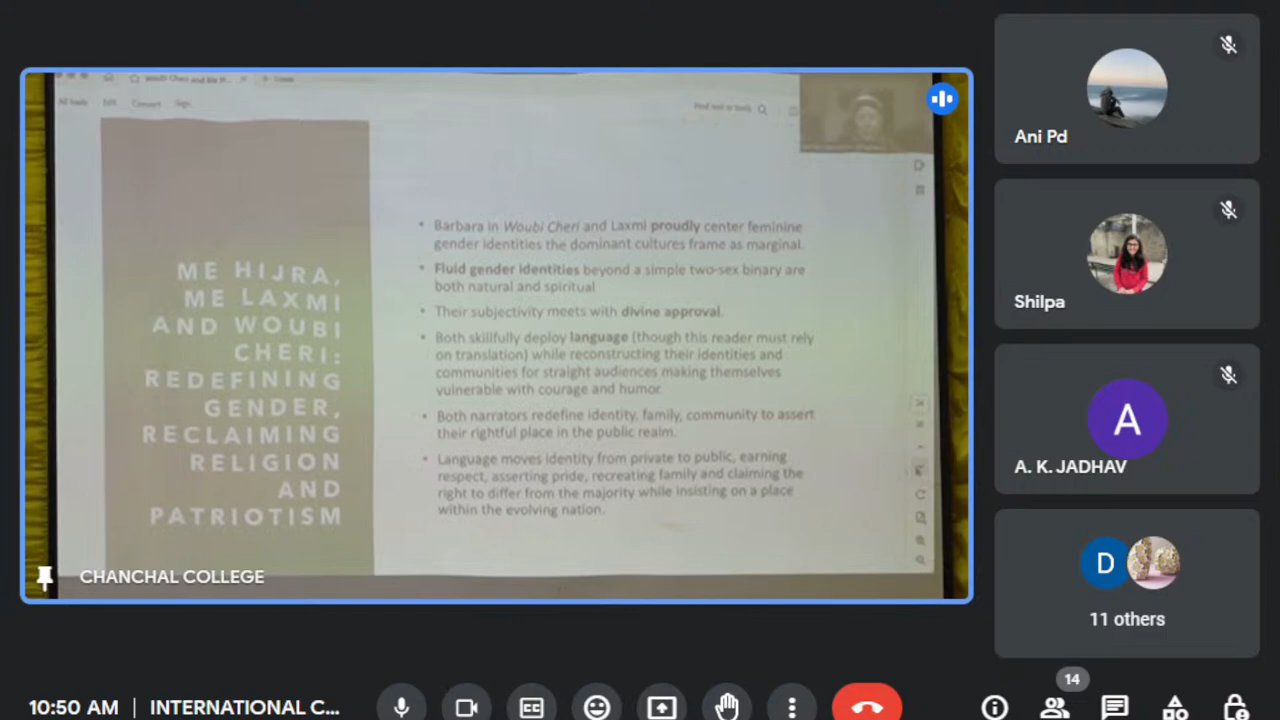 Edit
Convert
Sign
ME HIJRA,
ME LAXMI
AND WOUBI
CHERI:
REDEFINING
GENDER,
RECLAIMING
RELIGION
AND
PATRIOTISM
• Barbara in Woubi Cheri and Laxmi proudly center feminine
gender identities the dominant cultures frame as marginal.
• Fluid gender identities beyond a simple two-sex binary are
both natural and spiritual
• Their subjectivity meets with divine approval.
• Both skillfully deploy language (though this reader must rely
on translation) while reconstructing their identities and
communities for straight audiences making themselves
vulnerable with courage and humor.
• Both narrators redefine identity, family, community to assert
their rightful place in the public realm.
• Language moves identity from private to public, earning
respect, asserting pride, recreating family and claiming the
right to differ from the majority while insisting on a place
within the evolving nation.
CHANCHAL COLLEGE
Ani Pd
Shilpa
A
A. K. JADHAV
D
11 others
14
10:50 AM | INTERNATIONAL C...